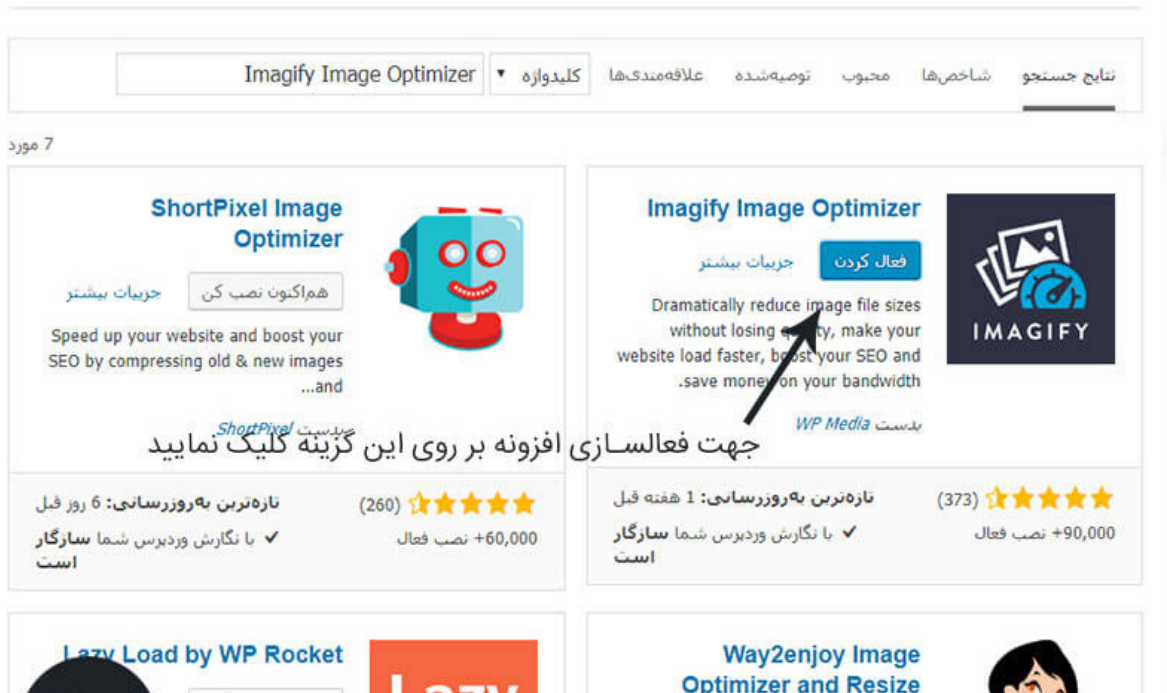 نتایج جستجو شاخص‌ها محبوب توصیه‌شده علاقه‌مندی‌ها کلیدواژه Imagify Image Optimizer
7 مورد
Imagify Image Optimizer
فعال کردن جزییات بیشتر
Dramatically reduce image file sizes
without losing quality, make your
website load faster, boost your SEO and
.save money on your bandwidth
بدست WP Media
IMAGIFY
(373)
90,000+ نصب فعال
تازه‌ترین به‌روزرسانی: 1 هفته قبل
با نگارش وردپرس شما سازگار
است
ShortPixel Image
Optimizer
هم‌اکنون نصب کن جزییات بیشتر
Speed up your website and boost your
SEO by compressing old & new images
...and
بدست ShortPixel
جهت فعالسـازی افزونه بر روی این گزینه کلیک نمایید
(260)
60,000+ نصب فعال
تازه‌ترین به‌روزرسانی: 6 روز قبل
با نگارش وردپرس شما سازگار
است
Way2enjoy Image
Optimizer and Resize
Lazy Load by WP Rocket
Lazy